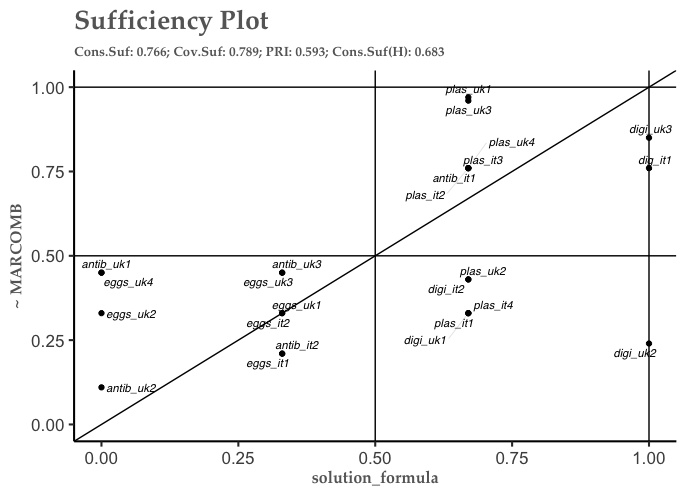 Sufficiency Plot
Cons.Suf: 0.766; Cov.Suf: 0.789; PRI: 0.593; Cons.Suf(H): 0.683
1.00
plas_uk1
plas_uk3
digi_uk3
plas_uk4
0.75
plas_it3
dig_it1
antib_it1
plas_it2
~ MARCOMB
0.50
antib_uk1
antib_uk3
plas_uk2
eggs_uk4
eggs_uk3
digi_it2
eggs_uk1
plas_it4
eggs_uk2
eggs_it2
plas_it1
0.25
antib_it2
digi_uk1
eggs_it1
digi_uk2
antib_uk2
0.00
0.00 0.25 0.50 0.75 1.00
solution_formula